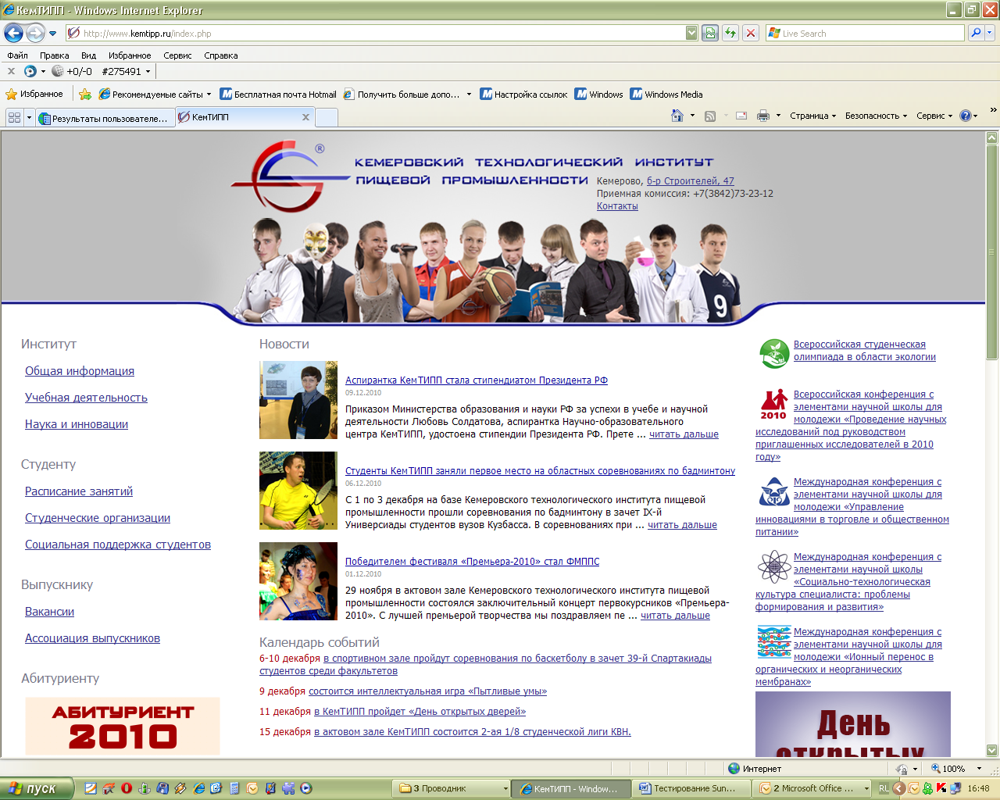 КемТИПП - Windows Internet Explorer
http://www.kemtipp.ru/index.php
Live Search
Файл Правка Вид Избранное Сервис Справка
+0/-0 #275491
Избранное Рекомендуемые сайты Бесплатная почта Hotmail Получить больше допо... Настройка ссылок Windows Windows Media
Результаты пользователе... КемТИПП Страница Безопасность Сервис
КЕМЕРОВСКИЙ ТЕХНОЛОГИЧЕСКИЙ ИНСТИТУТ
ПИЩЕВОЙ ПРОМЫШЛЕННОСТИ
Кемерово, б-р Строителей, 47
Приемная комиссия: +7(3842)73-23-12
Контакты
9
Институт
Общая информация
Учебная деятельность
Наука и инновации
Студенту
Расписание занятий
Студенческие организации
Социальная поддержка студентов
Выпускнику
Вакансии
Ассоциация выпускников
Абитуриенту
АБИТУРИЕНТ
2010
Новости
Аспирантка КемТИПП стала стипендиатом Президента РФ
09.12.2010
Приказом Министерства образования и науки РФ за успехи в учебе и научной
деятельности Любовь Солдатова, аспирантка Научно-образовательного
центра КемТИПП, удостоена стипендии Президента РФ. Прете ... читать дальше
Студенты КемТИПП заняли первое место на областных соревнованиях по бадминтону
06.12.2010
С 1 по 3 декабря на базе Кемеровского технологического института пищевой
промышленности прошли соревнования по бадминтону в зачет IX-й
Универсиады студентов вузов Кузбасса. В соревнованиях при ... читать дальше
Победителем фестиваля «Премьера-2010» стал ФМППС
01.12.2010
29 ноября в актовом зале Кемеровского технологического института пищевой
промышленности состоялся заключительный концерт первокурсников «Премьера-
2010». С лучшей премьерой творчества мы поздравляем пе ... читать дальше
Календарь событий
6-10 декабря в спортивном зале пройдут соревнования по баскетболу в зачет 39-й Спартакиады
студентов среди факультетов
9 декабря состоится интеллектуальная игра «Пытливые умы»
11 декабря в КемТИПП пройдет «День открытых дверей»
15 декабря в актовом зале КемТИПП состоится 2-ая 1/8 студенческой лиги КВН.
Всероссийская студенческая
олимпиада в области экологии
2010
Всероссийская конференция с
элементами научной школы для
молодежи «Проведение научных
исследований под руководством
приглашенных исследователей в 2010
году»
Международная конференция с
элементами научной школы для
молодежи «Управление
инновациями в торговле и общественном
питании»
Международная конференция с
элементами научной школы
«Социально-технологическая
культура специалиста: проблемы
формирования и развития»
Международная конференция с
элементами научной школы для
молодежи «Ионный перенос в
органических и неорганических
мембранах»
День
открытых
Интернет 100%
пуск 3 Проводник КемТИПП - Window... Тестирование Sun... 2 Microsoft Office ... RL 16:48